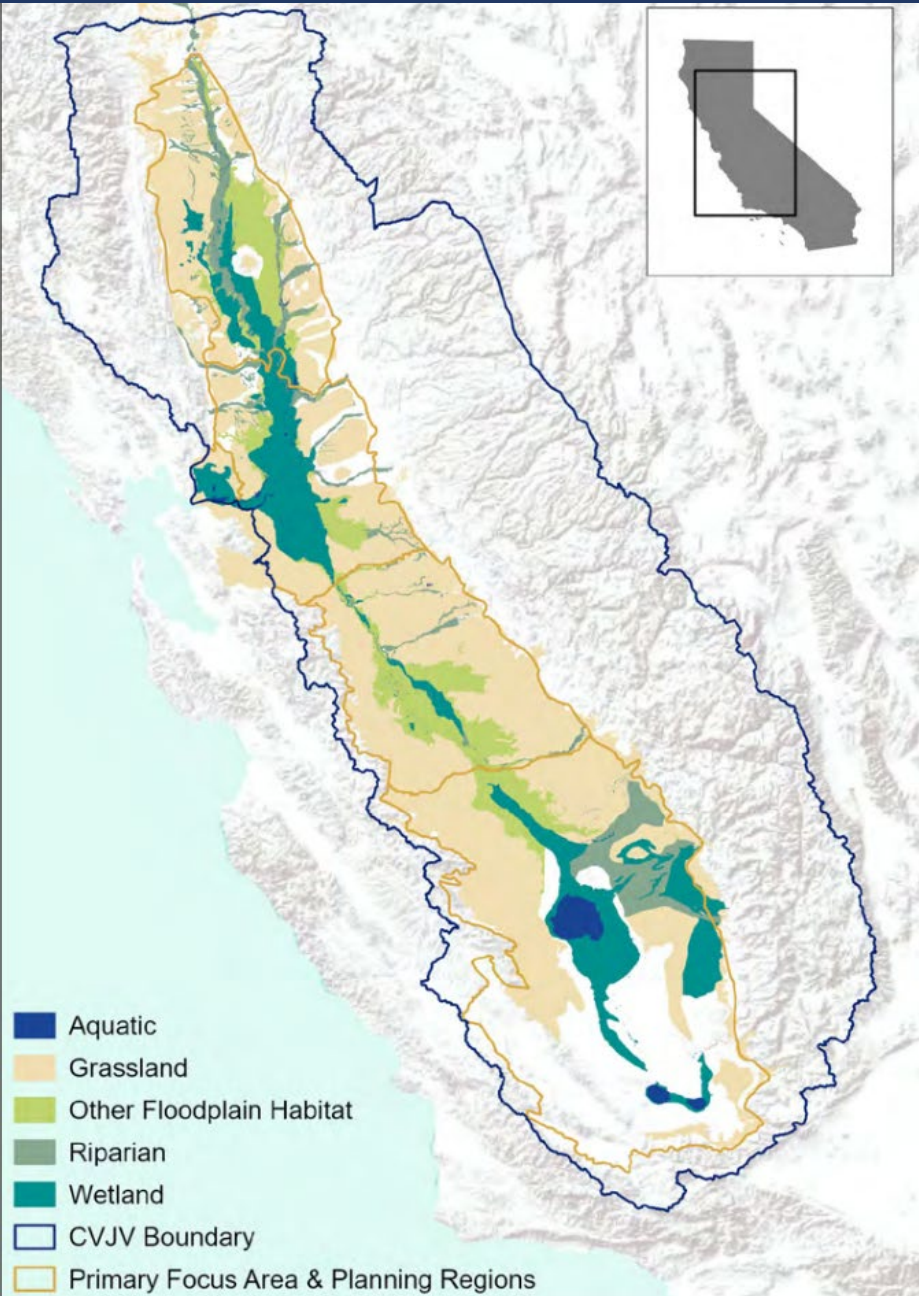 Aquatic
Grassland
Other Floodplain Habitat
Riparian
Wetland
CVJV Boundary
Primary Focus Area & Planning Regions